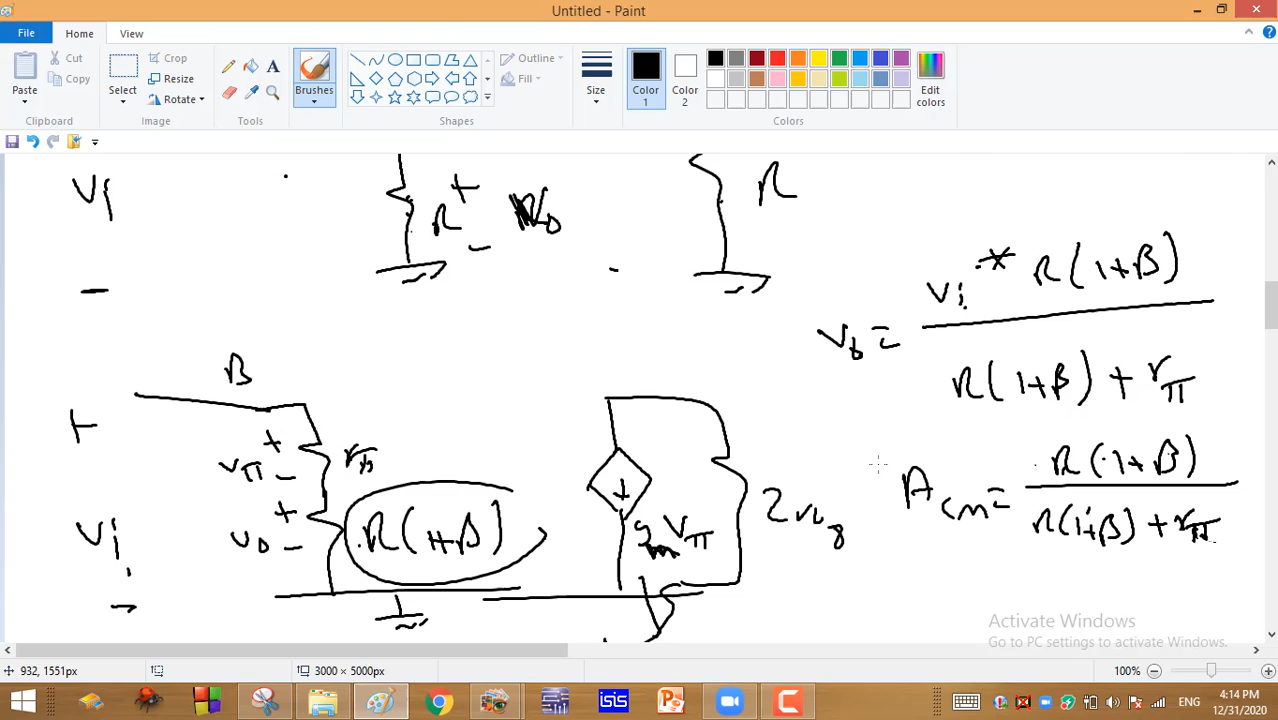 Untitled - Paint
File
Home
View
Paste
Cut
Copy
Clipboard
Select
Crop
Resize
Rotate
Image
Tools
Brushes
Shapes
Outline
Fill
Size
Color 1
Color 2
Edit colors
Colors
Vi
+
R
-
R
-
Vi * R(1+β)
Vb =
R(1+β) + rπ
B
+
+
Vπ
-
rπ
+
Vo
-
R(1+β)
Vi
-
gmVπ
Acm = R(1+β)
R(1+β) + rπ
Activate Windows
Go to PC settings to activate Windows.
932, 1551px
3000 × 5000px
100%
isis
ENG
4:14 PM
12/31/2020